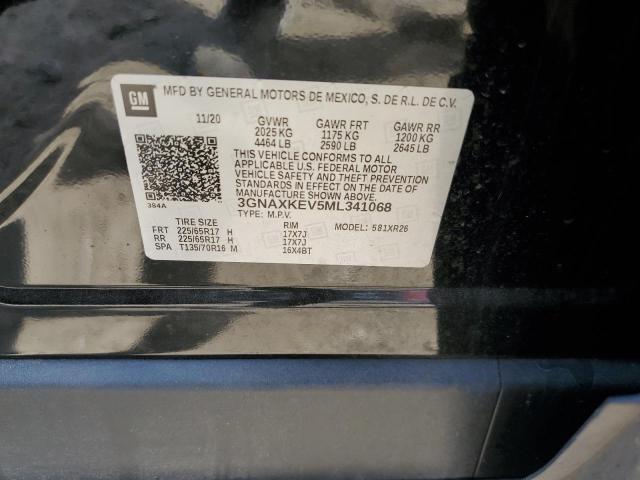 GM
MFD BY GENERAL MOTORS DE MEXICO, S. DE R.L. DE C.V.
11/20 GVWR GAWR FRT GAWR RR
2025 KG 1175 KG 1200 KG
4464 LB 2590 LB 2645 LB
THIS VEHICLE CONFORMS TO ALL
APPLICABLE U.S. FEDERAL MOTOR
VEHICLE SAFETY, BUMPER, AND THEFT
PREVENTION STANDARDS IN EFFECT ON THE DATE OF
MANUFACTURE SHOWN ABOVE.
384A
3GNAXKEV5ML341068
TYPE: M.P.V. MODEL: 581XR26
TIRE SIZE RIM
FRT 225/65R17 H 17X7J
RR 225/65R17 H 17X7J
SPA T135/70R16 M 16X4BT